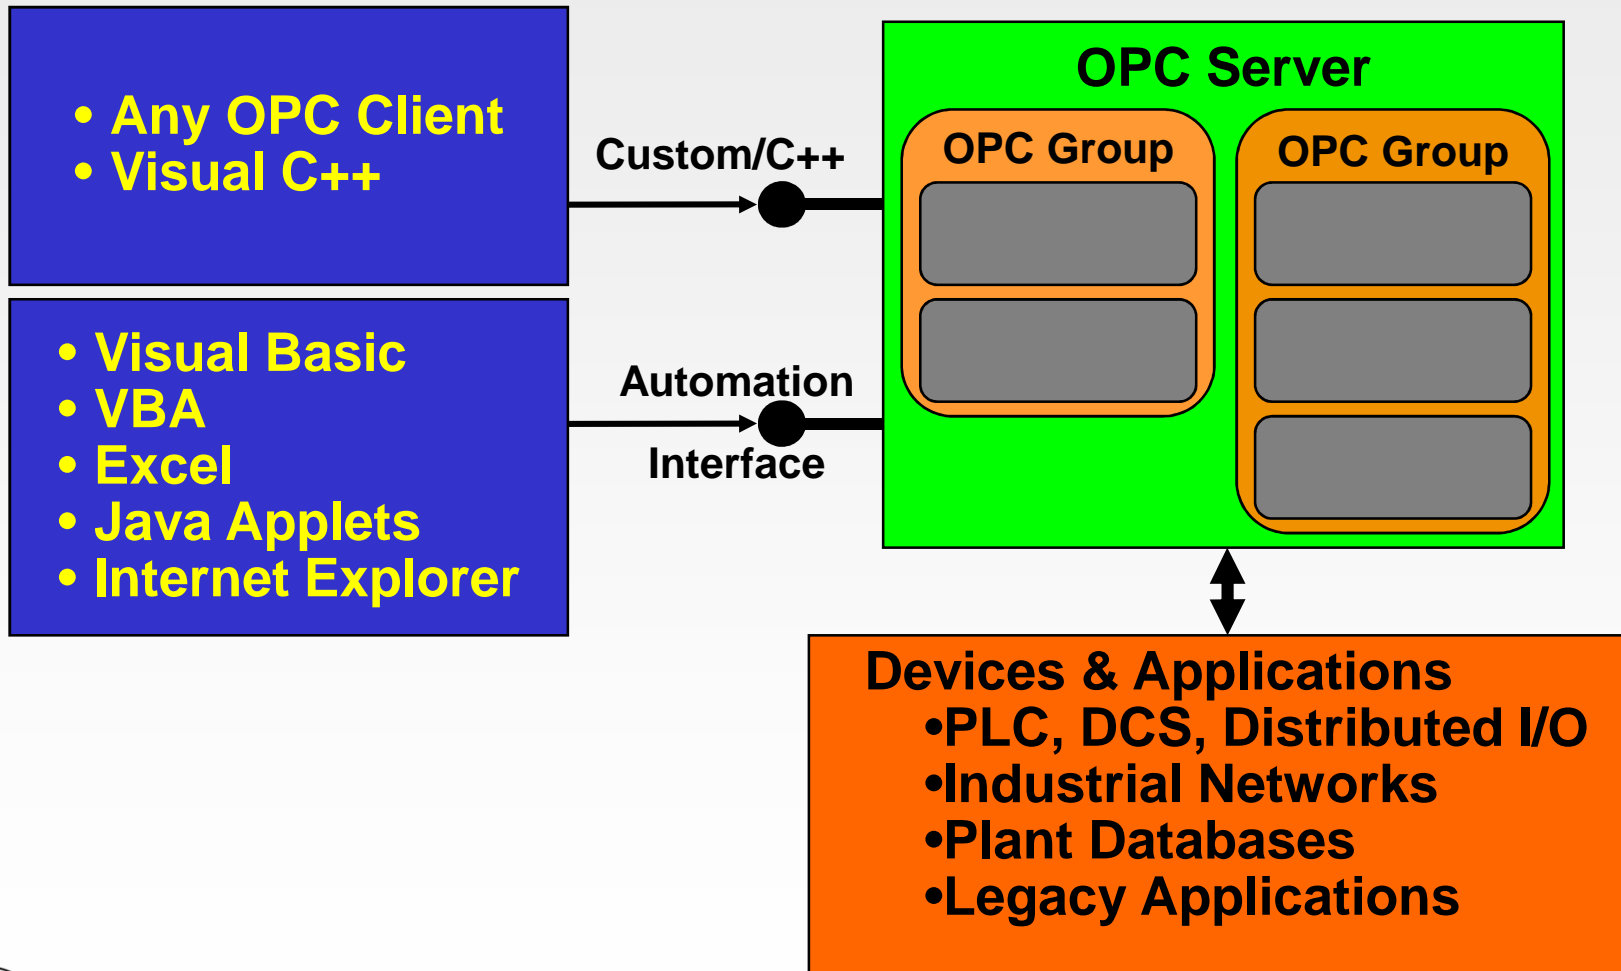 • Any OPC Client
• Visual C++
Custom/C++
OPC Server
OPC Group
OPC Group
• Visual Basic
• VBA
• Excel
• Java Applets
• Internet Explorer
Automation
Interface
Devices & Applications
•PLC, DCS, Distributed I/O
•Industrial Networks
•Plant Databases
•Legacy Applications